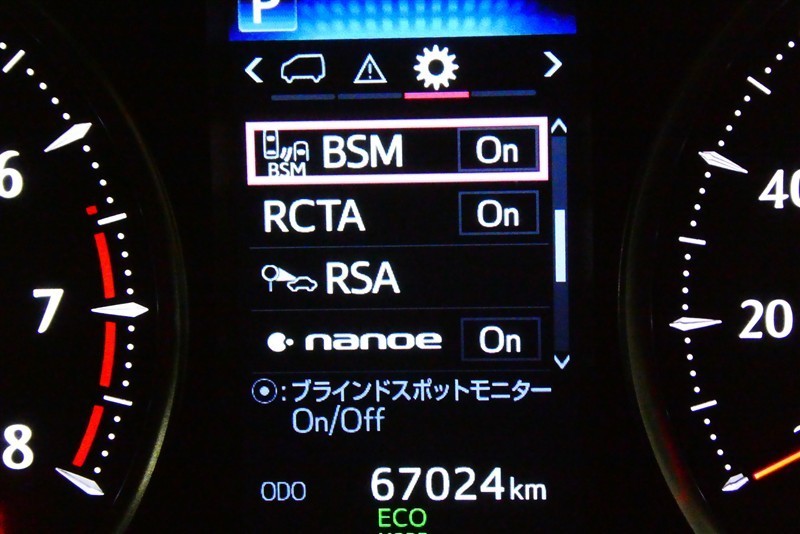 P
BSM BSM On
RCTA On
RSA
nanoe On
⦿:ブラインドスポットモニター
On/Off
ODO 67024km
ECO
6
7
8
40
20